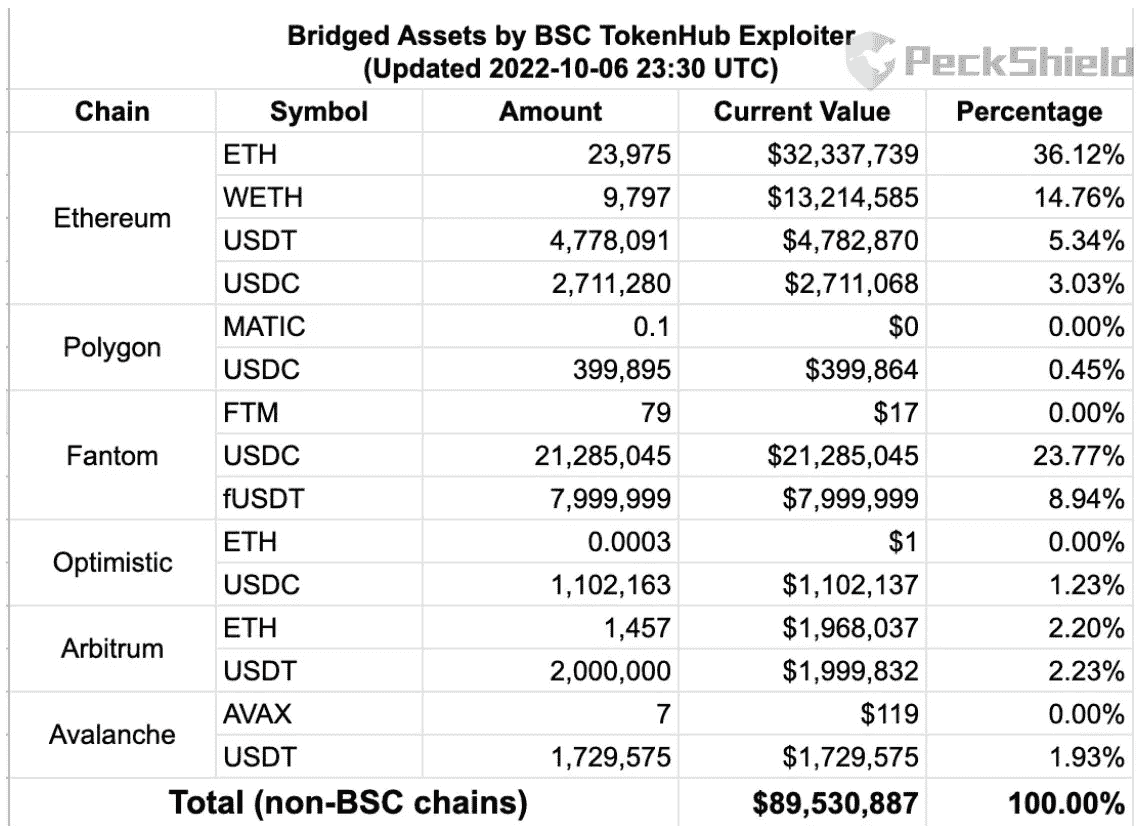 Bridged Assets by BSC TokenHub Exploiter
(Updated 2022-10-06 23:30 UTC)
PeckShield
Chain Symbol Amount Current Value Percentage
Ethereum
ETH 23,975 $32,337,739 36.12%
WETH 9,797 $13,214,585 14.76%
USDT 4,778,091 $4,782,870 5.34%
USDC 2,711,280 $2,711,068 3.03%
Polygon
MATIC 0.1 $0 0.00%
USDC 399,895 $399,864 0.45%
Fantom
FTM 79 $17 0.00%
USDC 21,285,045 $21,285,045 23.77%
fUSDT 7,999,999 $7,999,999 8.94%
Optimistic
ETH 0.0003 $1 0.00%
USDC 1,102,163 $1,102,137 1.23%
Arbitrum
ETH 1,457 $1,968,037 2.20%
USDT 2,000,000 $1,999,832 2.23%
Avalanche
AVAX 7 $119 0.00%
USDT 1,729,575 $1,729,575 1.93%
Total (non-BSC chains) $89,530,887 100.00%